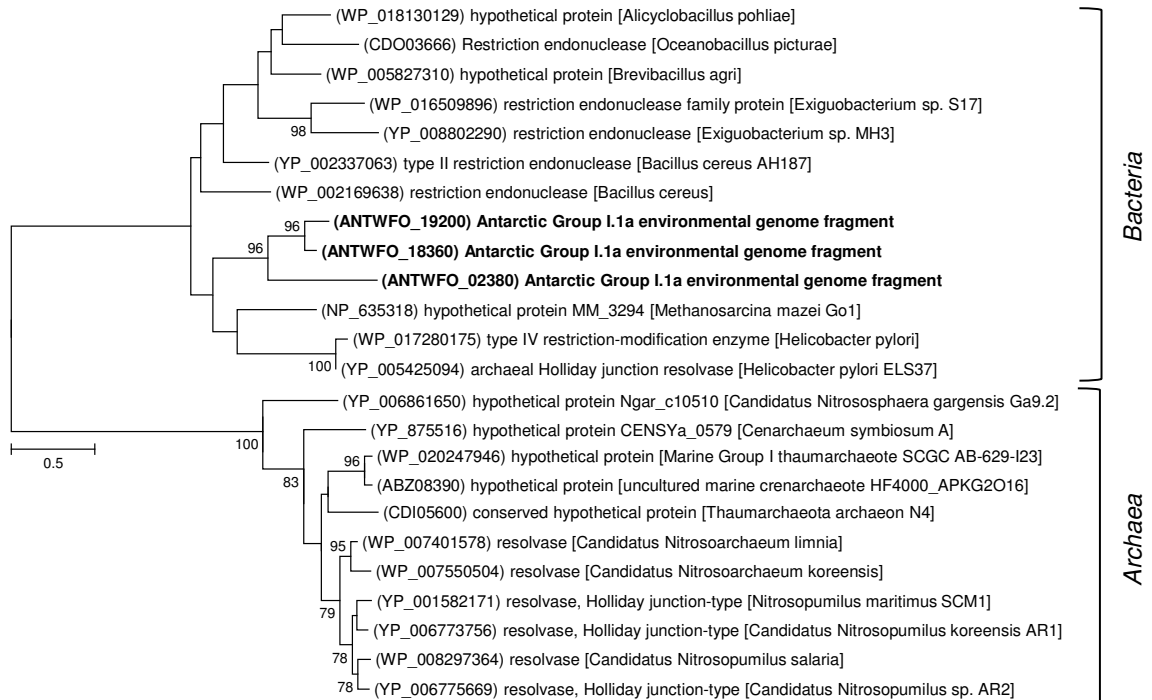 (WP_018130129) hypothetical protein [Alicyclobacillus pohliae]
(CDO03666) Restriction endonuclease [Oceanobacillus picturae]
(WP_005827310) hypothetical protein [Brevibacillus agri]
(WP_016509896) restriction endonuclease family protein [Exiguobacterium sp. S17]
98
(YP_008802290) restriction endonuclease [Exiguobacterium sp. MH3]
(YP_002337063) type II restriction endonuclease [Bacillus cereus AH187]
(WP_002169638) restriction endonuclease [Bacillus cereus]
Bacteria
96
(ANTWFO_19200) Antarctic Group I.1a environmental genome fragment
96
(ANTWFO_18360) Antarctic Group I.1a environmental genome fragment
(ANTWFO_02380) Antarctic Group I.1a environmental genome fragment
(NP_635318) hypothetical protein MM_3294 [Methanosarcina mazei Go1]
(WP_017280175) type IV restriction-modification enzyme [Helicobacter pylori]
100
(YP_005425094) archaeal Holliday junction resolvase [Helicobacter pylori ELS37]
(YP_006861650) hypothetical protein Ngar_c10510 [Candidatus Nitrososphaera gargensis Ga9.2]
100
(YP_875516) hypothetical protein CENSYa_0579 [Cenarchaeum symbiosum A]
0.5
96
(WP_020247946) hypothetical protein [Marine Group I thaumarchaeote SCGC AB-629-I23]
83
(ABZ08390) hypothetical protein [uncultured marine crenarchaeote HF4000_APKG2O16]
(CDI05600) conserved hypothetical protein [Thaumarchaeota archaeon N4]
Archaea
95
(WP_007401578) resolvase [Candidatus Nitrosoarchaeum limnia]
(WP_007550504) resolvase [Candidatus Nitrosoarchaeum koreensis]
79
(YP_001582171) resolvase, Holliday junction-type [Nitrosopumilus maritimus SCM1]
(YP_006773756) resolvase, Holliday junction-type [Candidatus Nitrosopumilus koreensis AR1]
78
(WP_008297364) resolvase [Candidatus Nitrosopumilus salaria]
78
(YP_006775669) resolvase, Holliday junction-type [Candidatus Nitrosopumilus sp. AR2]